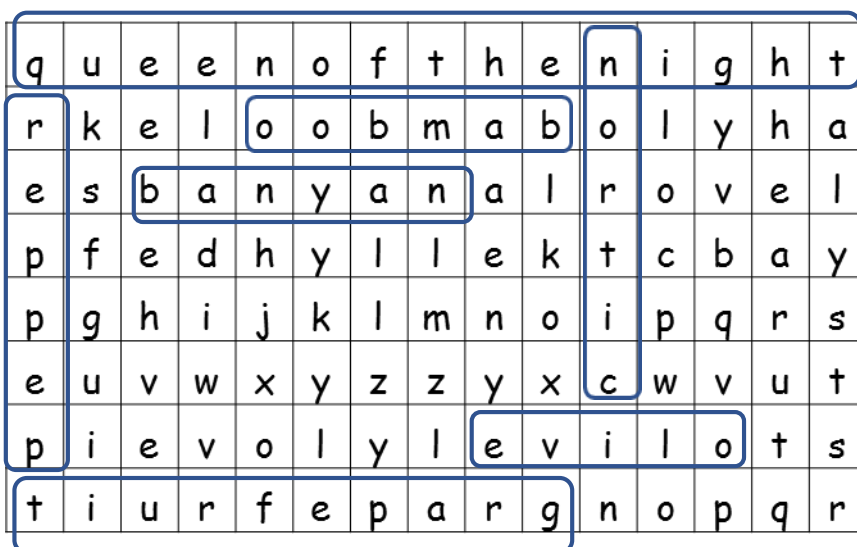 q u e e n o f t h e n i g h t
r k e l o o b m a b o l y h a
e s b a n y a n a l r o v e l
p f e d h y l l e k t c b a y
p g h i j k l m n o i p q r s
e u v w x y z z y x c w v u t
p i e v o l y l e v i l o t s
t i u r f e p a r g n o p q r